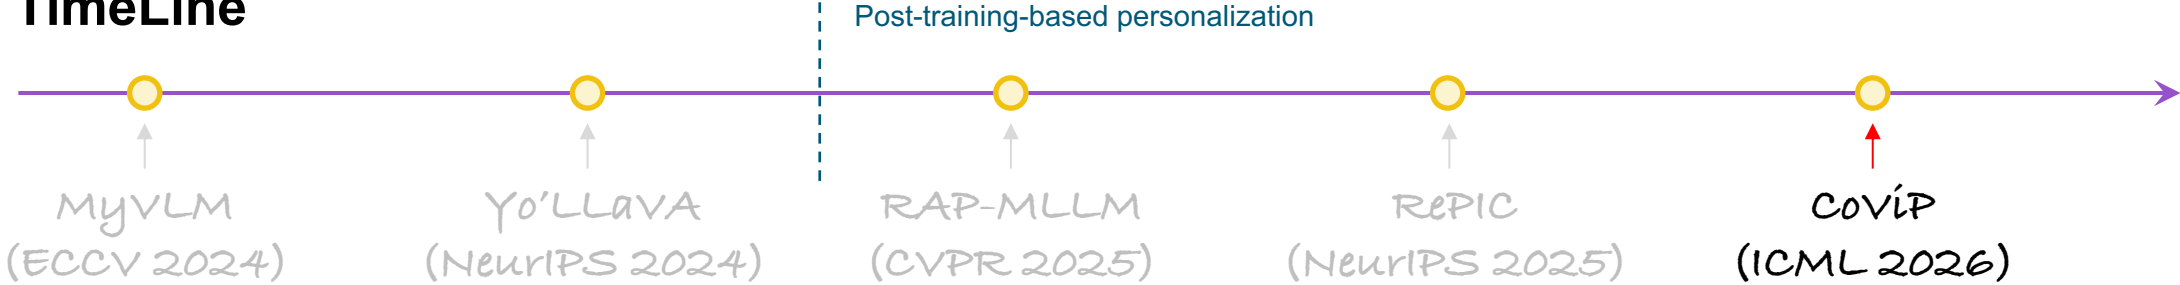 TimeLine
Post-training-based personalization
MyVLM
(ECCV 2024)
Yo'LLaVA
(NeurIPS 2024)
RAP-MLLM
(CVPR 2025)
RePIC
(NeurIPS 2025)
CoViP
(ICML 2026)